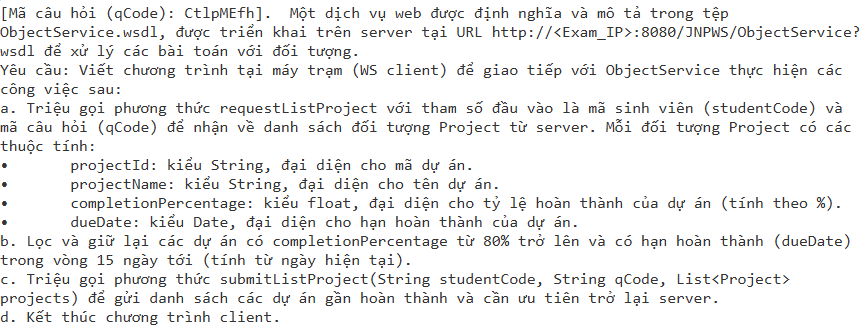 [Mã câu hỏi (qCode): CtlpMEfh].  Một dịch vụ web được định nghĩa và mô tả trong tệp
ObjectService.wsdl, được triển khai trên server tại URL http://<Exam_IP>:8080/JNPWS/ObjectService?
wsdl để xử lý các bài toán với đối tượng.
Yêu cầu: Viết chương trình tại máy trạm (WS client) để giao tiếp với ObjectService thực hiện các
công việc sau:
a. Triệu gọi phương thức requestListProject với tham số đầu vào là mã sinh viên (studentCode) và
mã câu hỏi (qCode) để nhận về danh sách đối tượng Project từ server. Mỗi đối tượng Project có các
thuộc tính:
•	projectId: kiểu String, đại diện cho mã dự án.
•	projectName: kiểu String, đại diện cho tên dự án.
•	completionPercentage: kiểu float, đại diện cho tỷ lệ hoàn thành của dự án (tính theo %).
•	dueDate: kiểu Date, đại diện cho hạn hoàn thành của dự án.
b. Lọc và giữ lại các dự án có completionPercentage từ 80% trở lên và có hạn hoàn thành (dueDate)
trong vòng 15 ngày tới (tính từ ngày hiện tại).
c. Triệu gọi phương thức submitListProject(String studentCode, String qCode, List<Project>
projects) để gửi danh sách các dự án gần hoàn thành và cần ưu tiên trở lại server.
d. Kết thúc chương trình client.